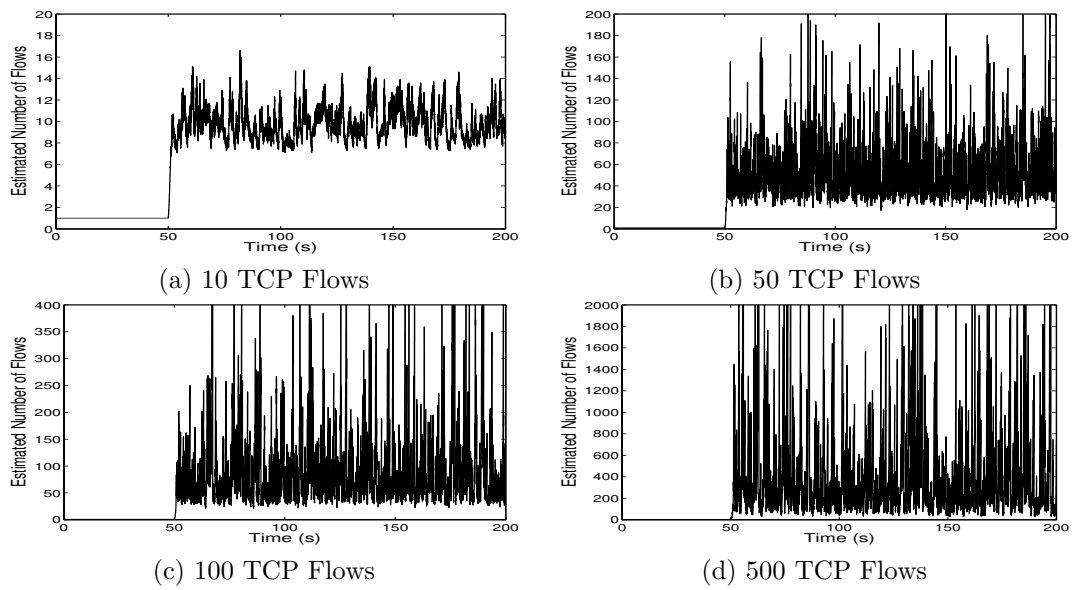 Estimated Number of Flows
20
18
16
14
12
10
8
6
4
2
0
0 50 100 150 200
Time (s)
(a) 10 TCP Flows
Estimated Number of Flows
200
180
160
140
120
100
80
60
40
20
0
0 50 100 150 200
Time (s)
(b) 50 TCP Flows
Estimated Number of Flows
400
350
300
250
200
150
100
50
0
0 50 100 150 200
Time (s)
(c) 100 TCP Flows
Estimated Number of Flows
2000
1800
1600
1400
1200
1000
800
600
400
200
0
0 50 100 150 200
Time (s)
(d) 500 TCP Flows